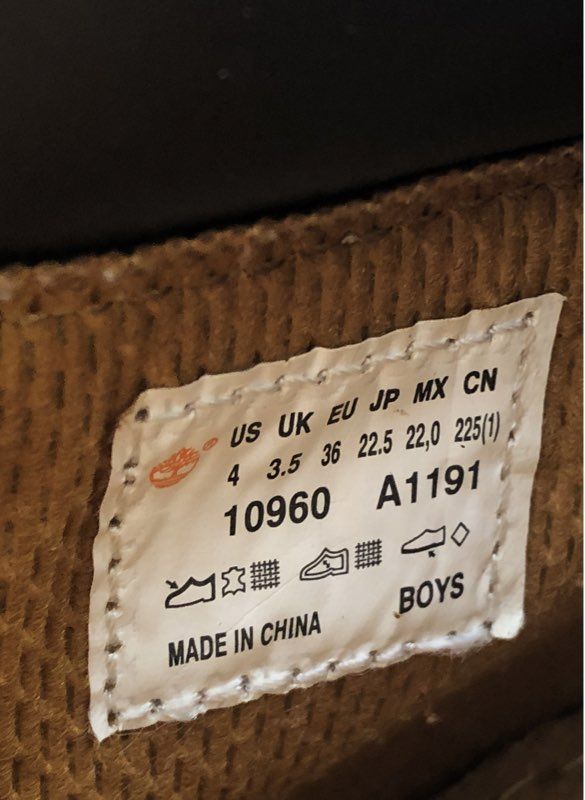 US UK EU JP MX CN
4 3.5 36 22.5 22,0 225(1)
10960 A1191
MADE IN CHINA BOYS